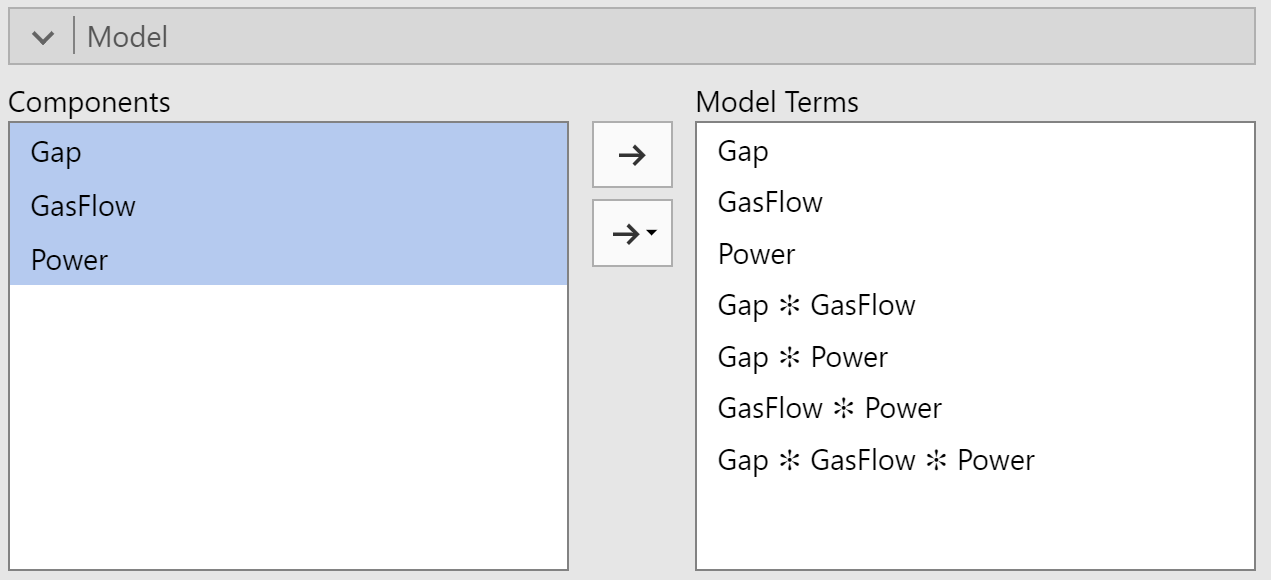 Model
Components
Gap
GasFlow
Power
Model Terms
Gap
GasFlow
Power
Gap ✻ GasFlow
Gap ✻ Power
GasFlow ✻ Power
Gap ✻ GasFlow ✻ Power